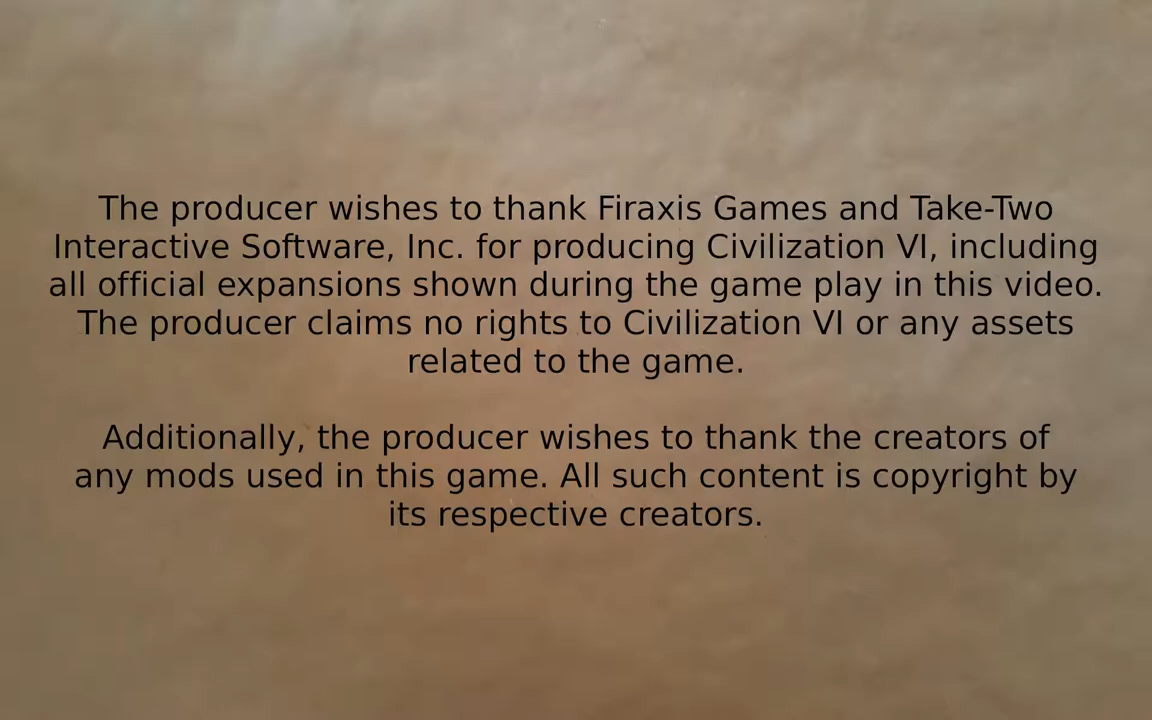 The producer wishes to thank Firaxis Games and Take-Two
Interactive Software, Inc. for producing Civilization VI, including
all official expansions shown during the game play in this video.
The producer claims no rights to Civilization VI or any assets
related to the game.
Additionally, the producer wishes to thank the creators of
any mods used in this game. All such content is copyright by
its respective creators.